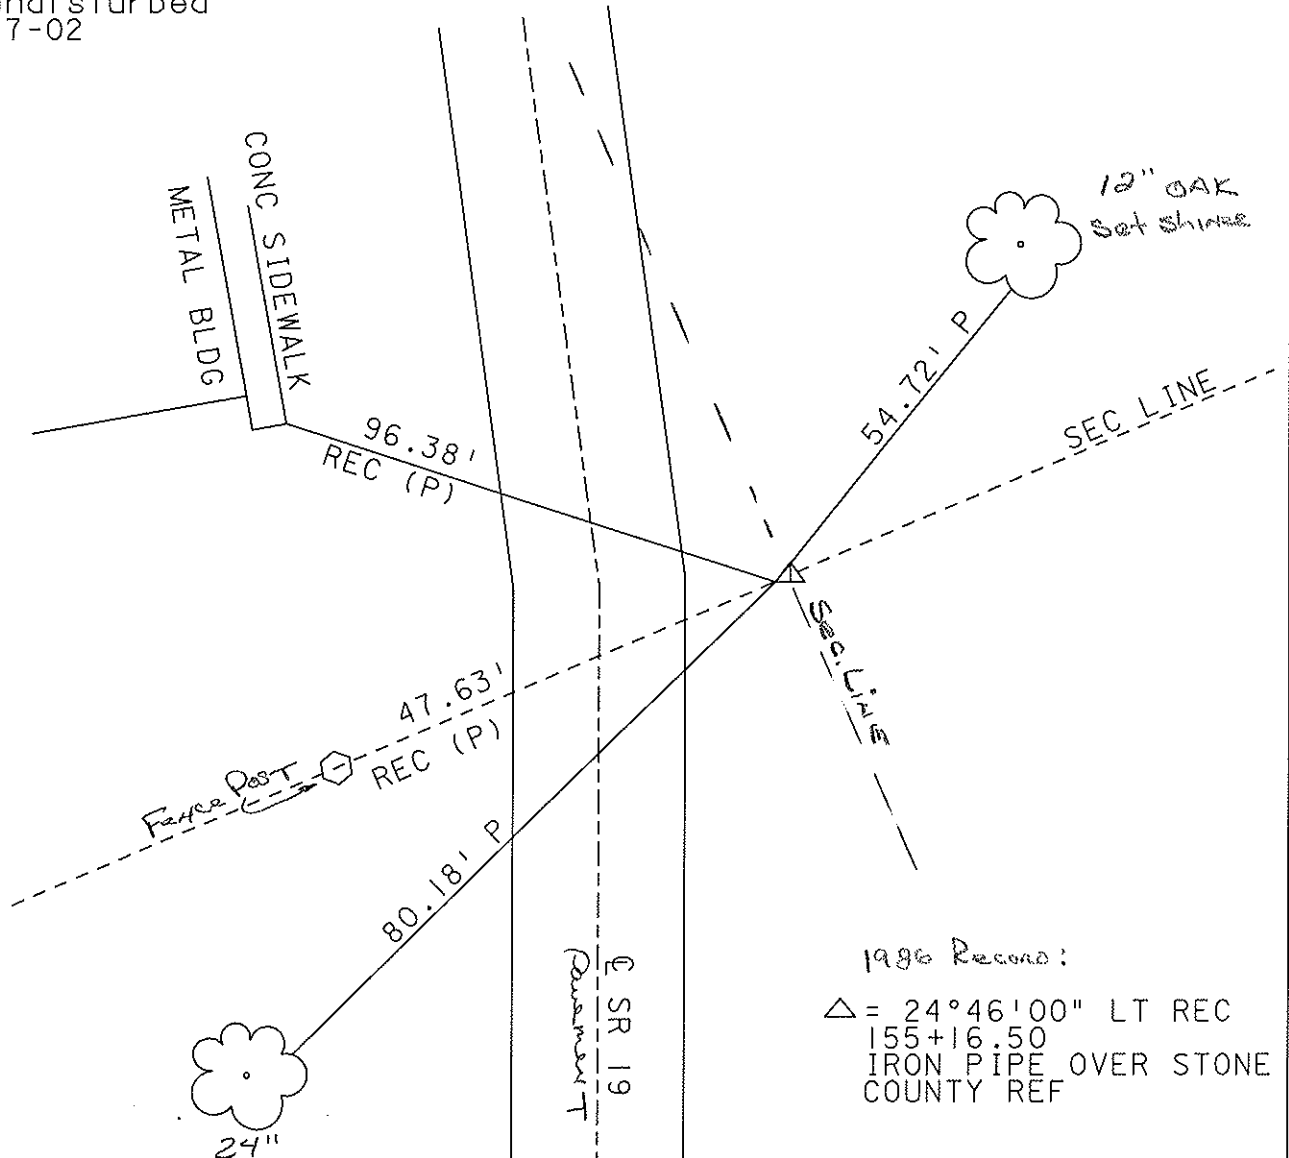 7-02
CONC SIDEWALK
METAL BLDG
12" OAK
Set Shiner
54.72' P
SEC LINE
96.38'
REC (P)
Sec. Line
47.63'
REC (P)
Fence Post
80.18' P
℄ SR 19
Pavement
24"
1986 Record:
△ = 24°46'00" LT REC
155+16.50
IRON PIPE OVER STONE
COUNTY REF